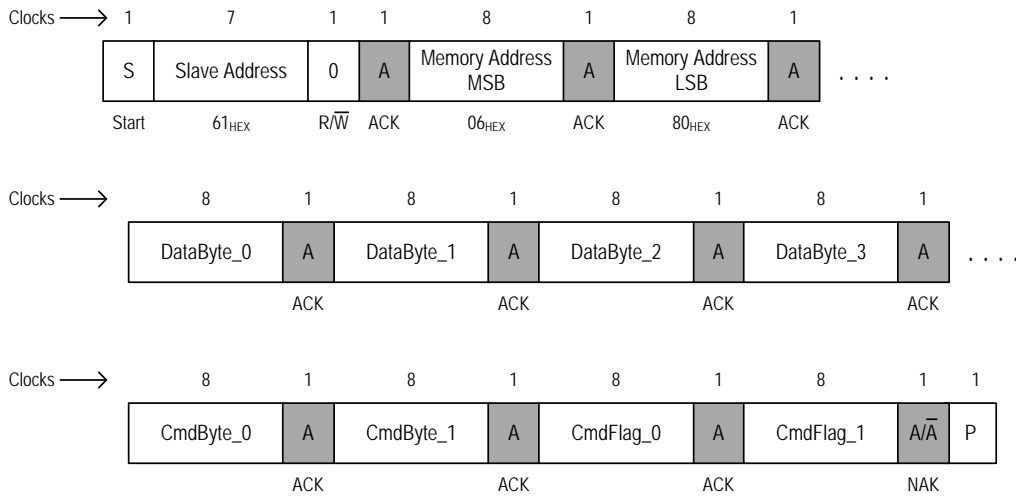 Clocks 1 7 1 1 8 1 8 1
S Slave Address 0 A Memory Address MSB A Memory Address LSB A . . . .
Start 61HEX R/W̅ ACK 06HEX ACK 80HEX ACK
Clocks 8 1 8 1 8 1 8 1
DataByte_0 A DataByte_1 A DataByte_2 A DataByte_3 A . . . .
ACK ACK ACK ACK
Clocks 8 1 8 1 8 1 8 1 1
CmdByte_0 A CmdByte_1 A CmdFlag_0 A CmdFlag_1 A/A̅ P
ACK ACK ACK NAK